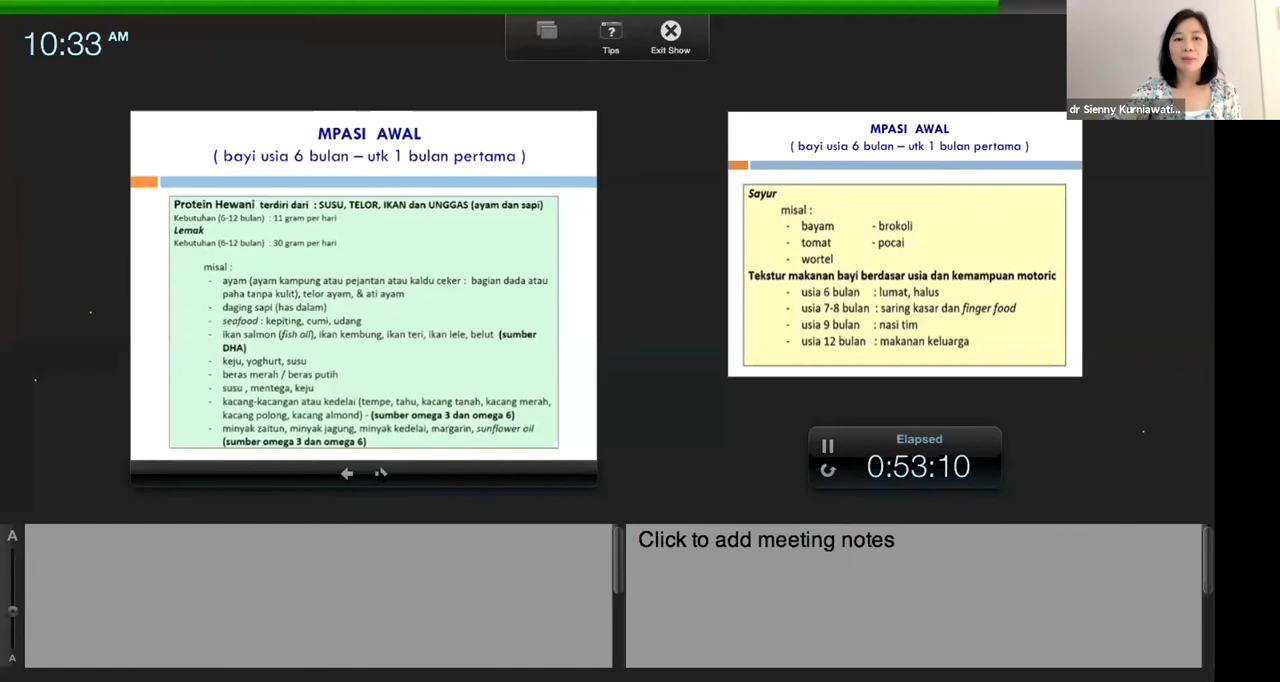 10:33 AM
Tips
Exit Show
dr Sienny Kurniawati...
MPASI AWAL
( bayi usia 6 bulan – utk 1 bulan pertama )
Protein Hewani terdiri dari : SUSU, TELOR, IKAN dan UNGGAS (ayam dan sapi)
Kebutuhan (6-12 bulan) : 11 gram per hari
Lemak
Kebutuhan (6-12 bulan) : 30 gram per hari
misal :
- ayam (ayam kampung atau pejantan atau kaldu ceker : bagian dada atau
paha tanpa kulit), telor ayam, & ati ayam
- daging sapi (has dalam)
- seafood : kepiting, cumi, udang
- ikan salmon (fish oil), ikan kembung, ikan teri, ikan lele, belut (sumber
DHA)
- keju, yoghurt, susu
- beras merah / beras putih
- susu , mentega, keju
- kacang-kacangan atau kedelai (tempe, tahu, kacang tanah, kacang merah,
kacang polong, kacang almond) - (sumber omega 3 dan omega 6)
- minyak zaitun, minyak jagung, minyak kedelai, margarin, sunflower oil
(sumber omega 3 dan omega 6)
MPASI AWAL
( bayi usia 6 bulan – utk 1 bulan pertama )
Sayur
misal :
- bayam - brokoli
- tomat - pocai
- wortel
Tekstur makanan bayi berdasar usia dan kemampuan motoric
- usia 6 bulan : lumat, halus
- usia 7-8 bulan : saring kasar dan finger food
- usia 9 bulan : nasi tim
- usia 12 bulan : makanan keluarga
Elapsed
0:53:10
A
A
Click to add meeting notes